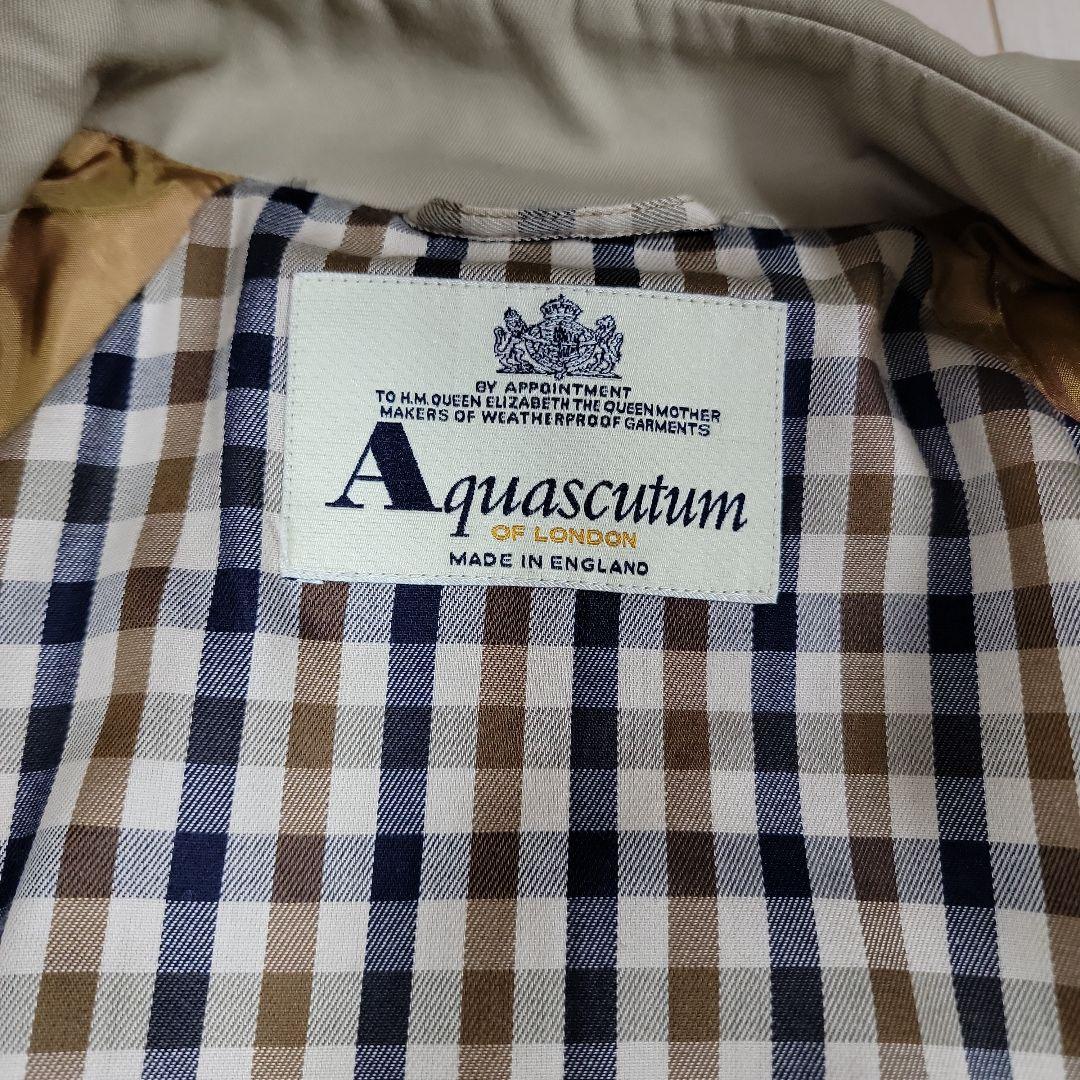 BY APPOINTMENT
TO H.M. QUEEN ELIZABETH THE QUEEN MOTHER
MAKERS OF WEATHERPROOF GARMENTS
Aquascutum
OF LONDON
MADE IN ENGLAND